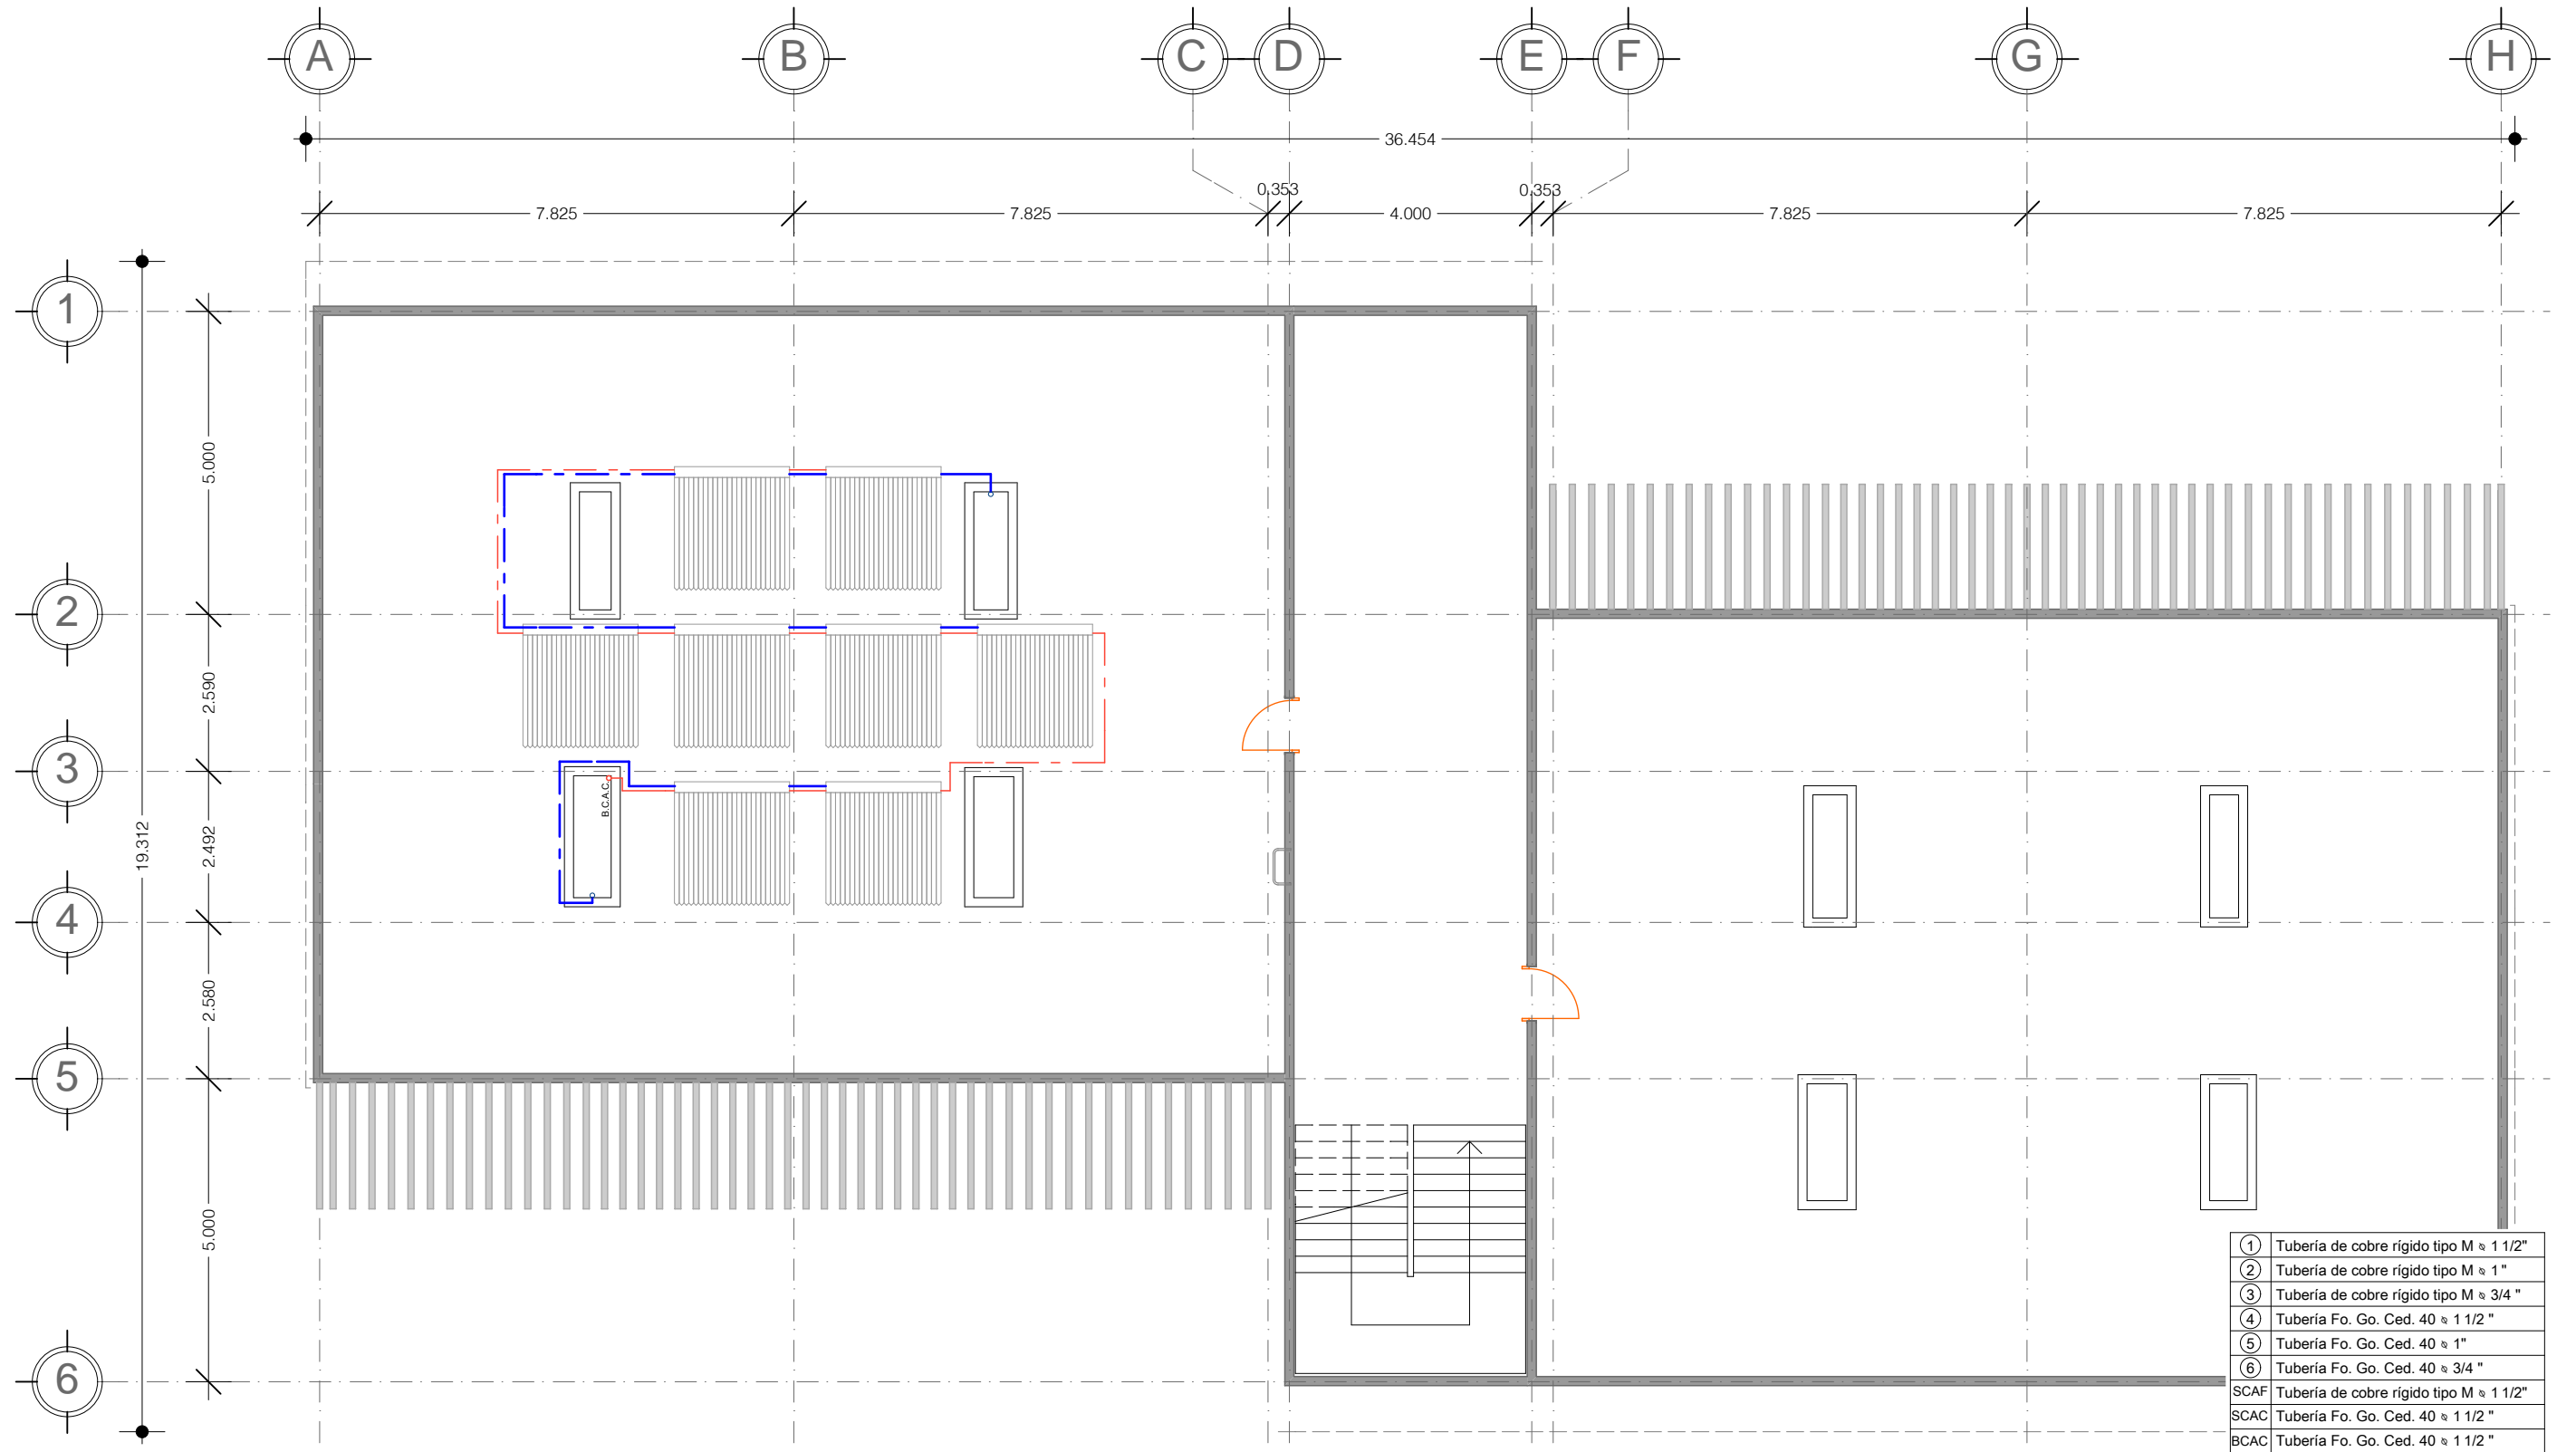 A B C D E F G H
36.454
0.353 0.353
7.825 7.825 4.000 7.825 7.825
1
5.000
2
2.590
3
B.C.A.C.
19.312
2.492
4
2.580
5
5.000
6
1 Tubería de cobre rígido tipo M ⌀ 1 1/2"
2 Tubería de cobre rígido tipo M ⌀ 1 "
3 Tubería de cobre rígido tipo M ⌀ 3/4 "
4 Tubería Fo. Go. Ced. 40 ⌀ 1 1/2 "
5 Tubería Fo. Go. Ced. 40 ⌀ 1"
6 Tubería Fo. Go. Ced. 40 ⌀ 3/4 "
SCAF Tubería de cobre rígido tipo M ⌀ 1 1/2"
SCAC Tubería Fo. Go. Ced. 40 ⌀ 1 1/2 "
BCAC Tubería Fo. Go. Ced. 40 ⌀ 1 1/2 "